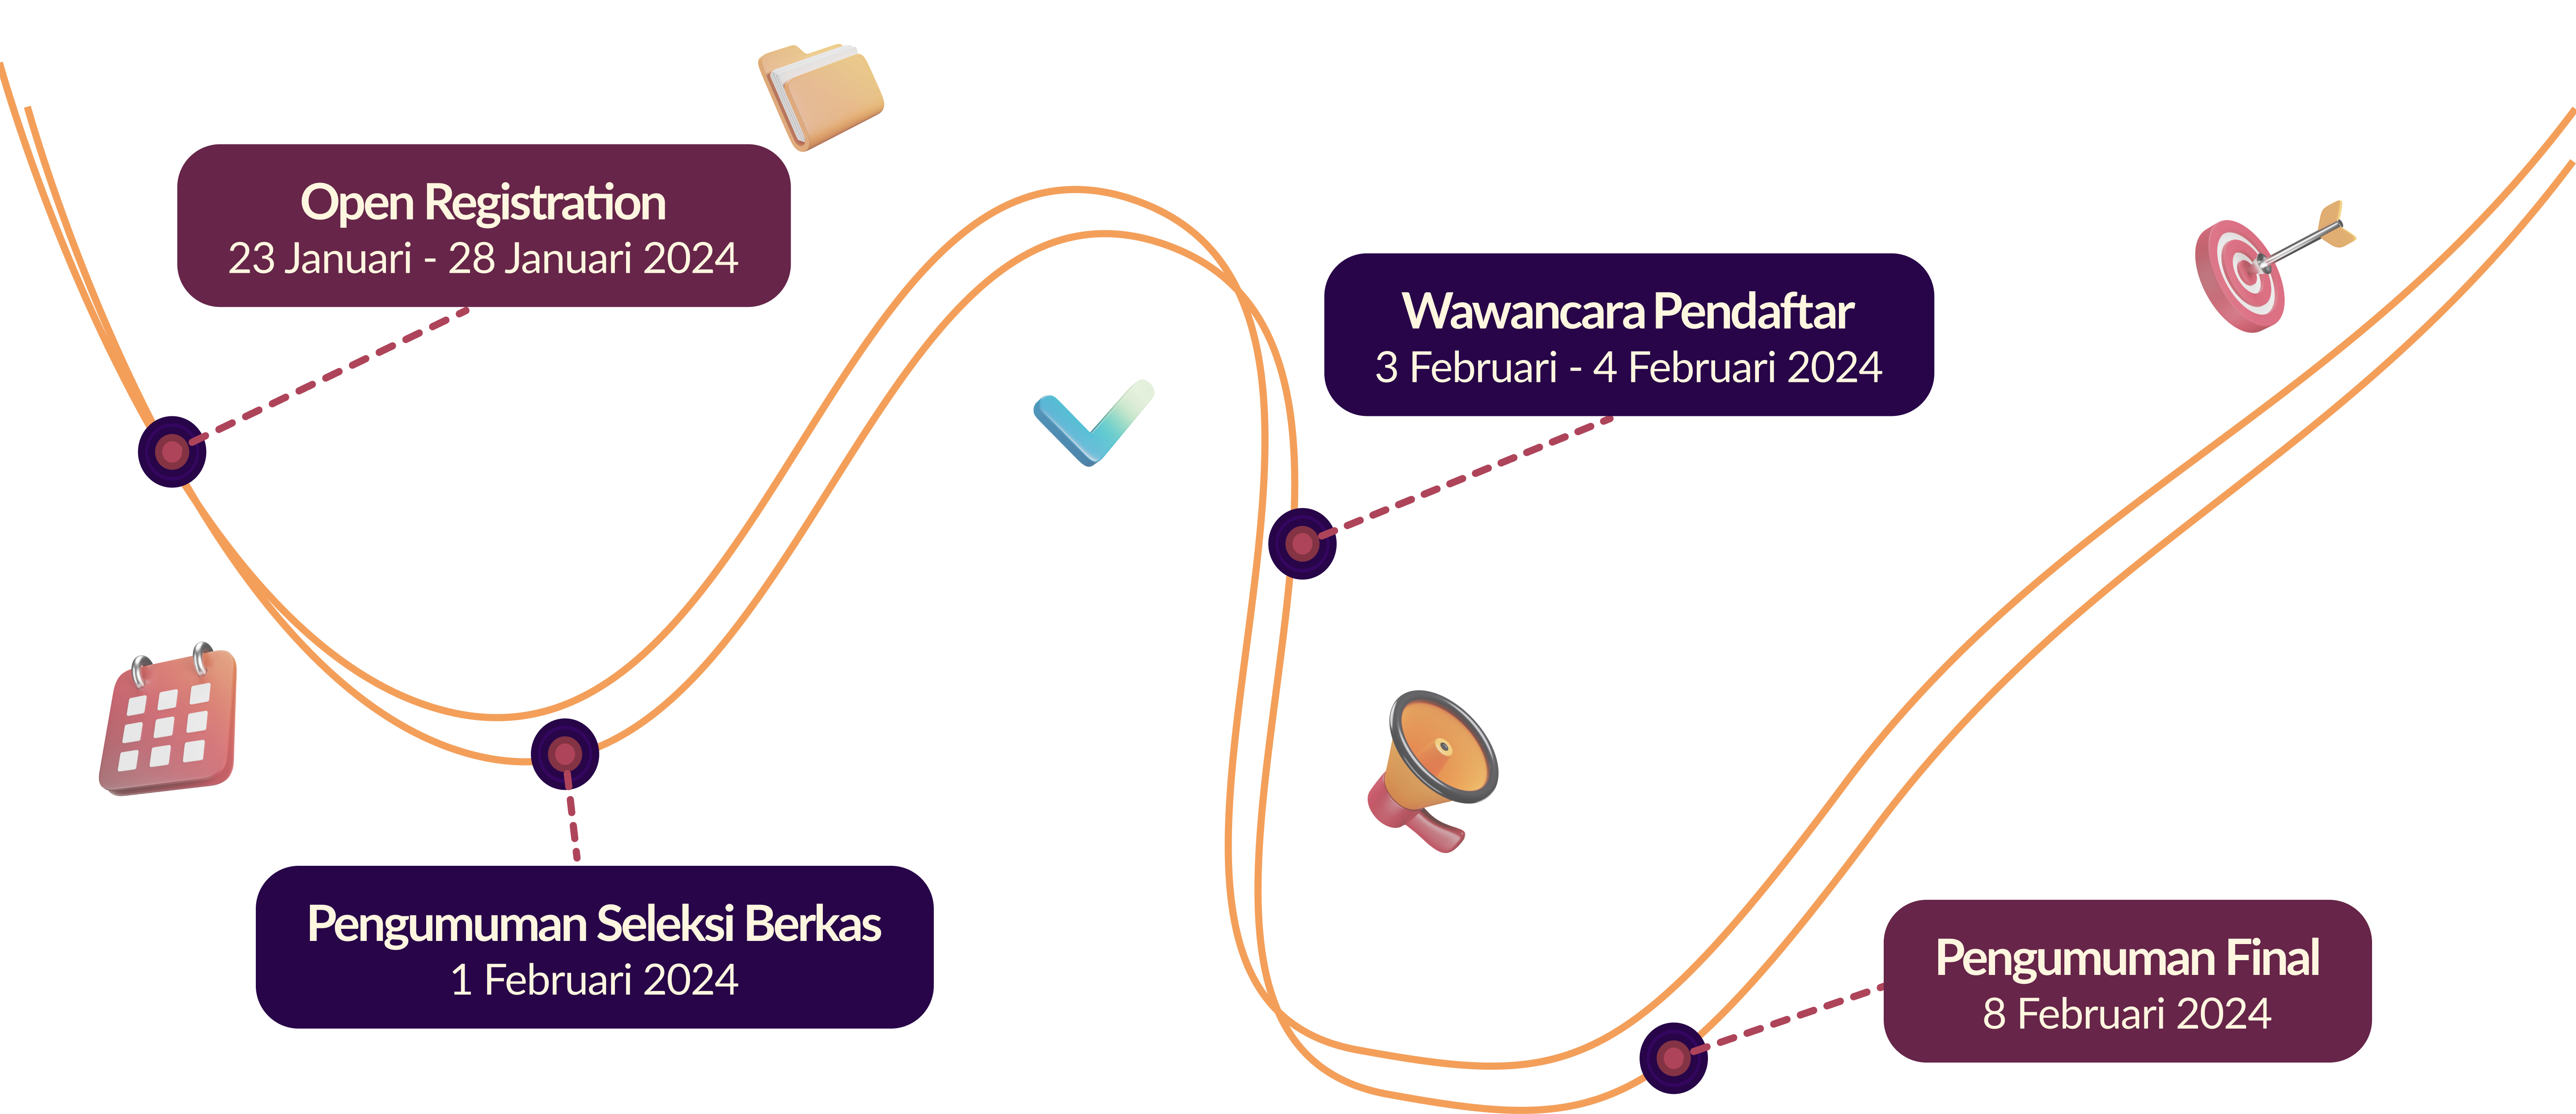 Open Registration
23 Januari - 28 Januari 2024
Pengumuman Seleksi Berkas
1 Februari 2024
Wawancara Pendaftar
3 Februari - 4 Februari 2024
Pengumuman Final
8 Februari 2024